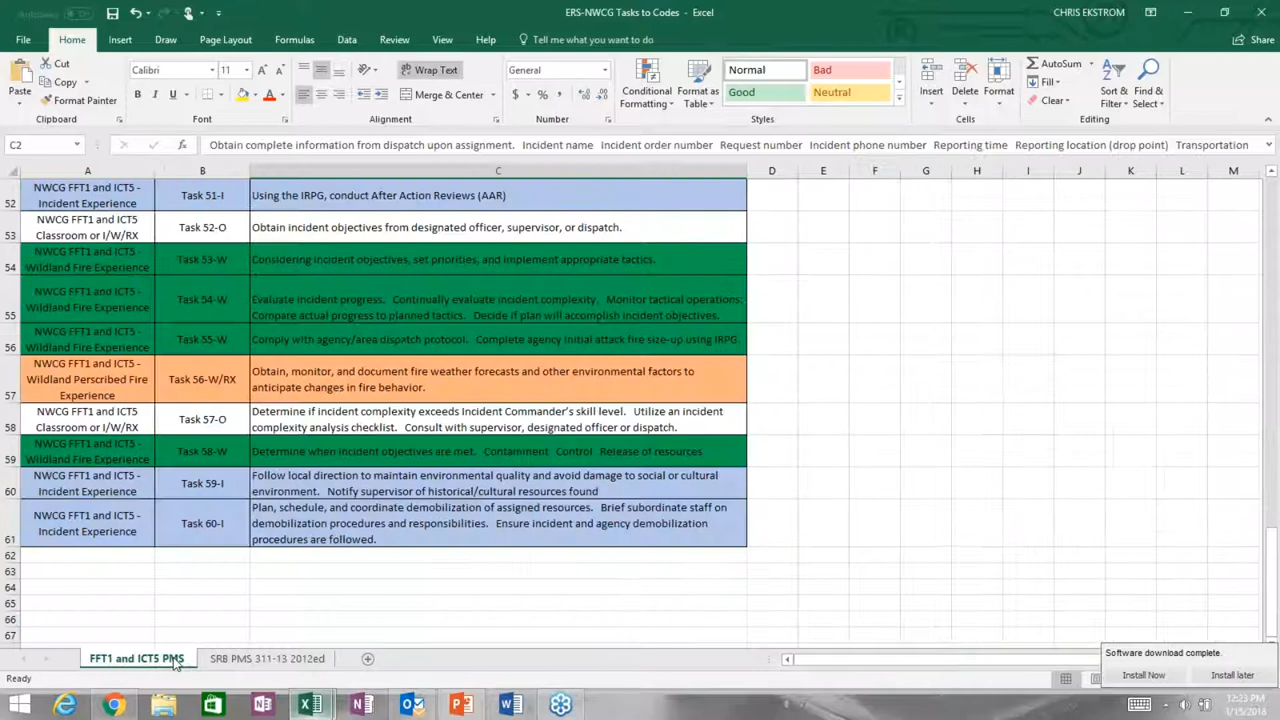 AutoSave Off
ERS-NWCG Tasks to Codes - Excel
CHRIS EKSTROM
File Home Insert Draw Page Layout Formulas Data Review View Help Tell me what you want to do Share
Paste
Cut
Copy
Format Painter
Clipboard
Calibri 11
B I U
Font
Wrap Text
Merge & Center
Alignment
General
$ % ,
Number
Conditional Formatting
Format as Table
Normal Bad
Good Neutral
Styles
Insert Delete Format
Cells
AutoSum
Fill
Clear
Sort & Filter
Find & Select
Editing
C2 fx Obtain complete information from dispatch upon assignment. Incident name Incident order number Request number Incident phone number Reporting time Reporting location (drop point) Transportation
A B C D E F G H I J K L M
52 NWCG FFT1 and ICT5 - Incident Experience Task 51-I Using the IRPG, conduct After Action Reviews (AAR)
53 NWCG FFT1 and ICT5 Classroom or I/W/RX Task 52-O Obtain incident objectives from designated officer, supervisor, or dispatch.
54 NWCG FFT1 and ICT5 - Wildland Fire Experience Task 53-W Considering incident objectives, set priorities, and implement appropriate tactics.
55 NWCG FFT1 and ICT5 - Wildland Fire Experience Task 54-W Evaluate incident progress. Continually evaluate incident complexity. Monitor tactical operations.
Compare actual progress to planned tactics. Decide if plan will accomplish incident objectives.
56 NWCG FFT1 and ICT5 - Wildland Fire Experience Task 55-W Comply with agency/area dispatch protocol. Complete agency initial attack fire size-up using IRPG.
57 NWCG FFT1 and ICT5 - Wildland Perscribed Fire Experience Task 56-W/RX Obtain, monitor, and document fire weather forecasts and other environmental factors to
anticipate changes in fire behavior.
58 NWCG FFT1 and ICT5 Classroom or I/W/RX Task 57-O Determine if incident complexity exceeds Incident Commander's skill level. Utilize an incident
complexity analysis checklist. Consult with supervisor, designated officer or dispatch.
59 NWCG FFT1 and ICT5 - Wildland Fire Experience Task 58-W Determine when incident objectives are met. Contaminent Control Release of resources
60 NWCG FFT1 and ICT5 - Incident Experience Task 59-I Follow local direction to maintain environmental quality and avoid damage to social or cultural
environment. Notify supervisor of historical/cultural resources found
61 NWCG FFT1 and ICT5 - Incident Experience Task 60-I Plan, schedule, and coordinate demobilization of assigned resources. Brief subordinate staff on
demobilization procedures and responsibilities. Ensure incident and agency demobilization
procedures are followed.
62
63
64
65
66
67
FFT1 and ICT5 PMS SRB PMS 311-13 2012ed
Software download complete.
Install Now Install later
Ready
12:23 PM
1/15/2018